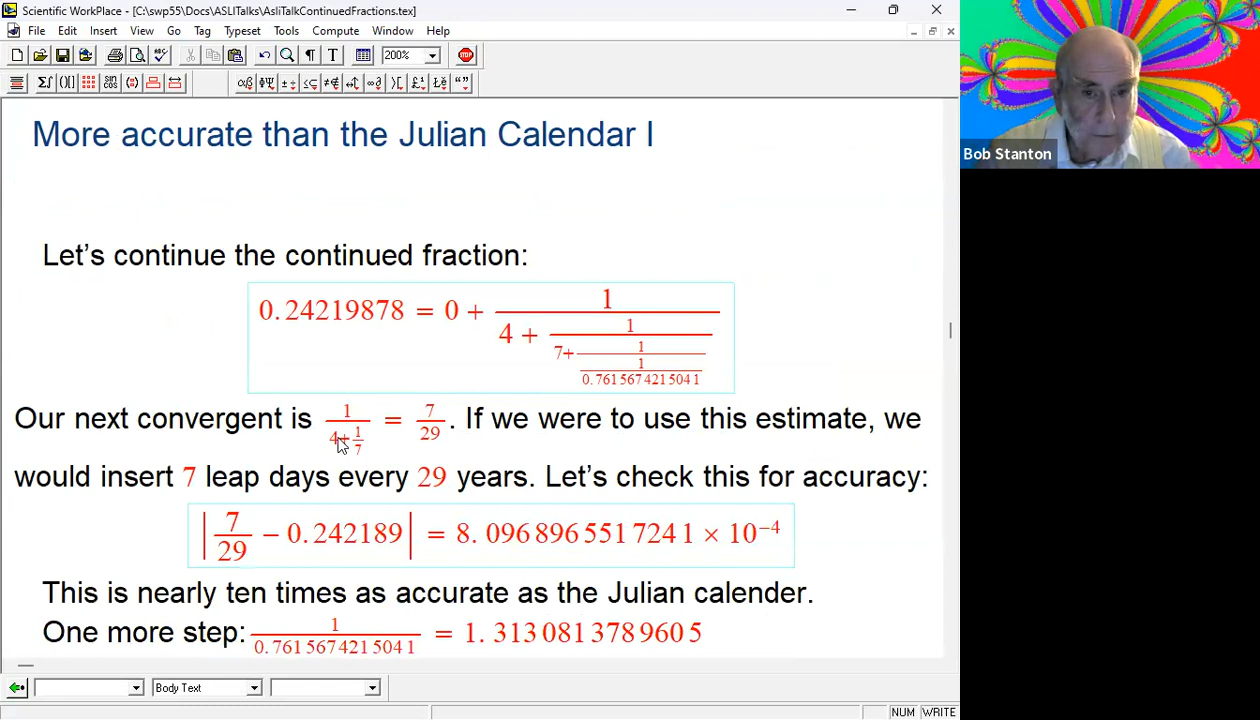 Scientific WorkPlace - [C:\swp55\Docs\ASLITalks\AsliTalkContinuedFractions.tex]
File Edit Insert View Go Tag Typeset Tools Compute Window Help
200%
STOP
More accurate than the Julian Calendar I
Let's continue the continued fraction:
0.24219878 = 0 + 1/(4 + 1/(7+ 1/(1/0.7615674215041)))
Our next convergent is 1/(4+1/7) = 7/29. If we were to use this estimate, we
would insert 7 leap days every 29 years. Let's check this for accuracy:
|7/29 − 0.242189| = 8.0968965517241 × 10⁻⁴
This is nearly ten times as accurate as the Julian calender.
One more step: 1/0.7615674215041 = 1.3130813789605
Body Text
NUM WRITE
Bob Stanton